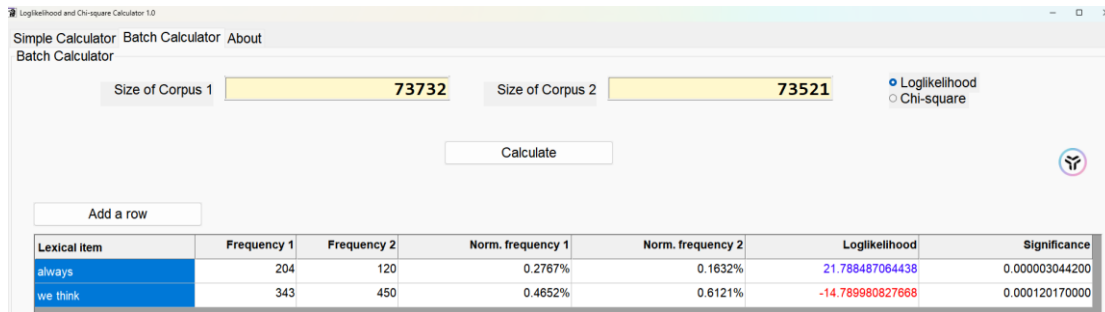 Loglikelihood and Chi-square Calculator 1.0
Simple Calculator Batch Calculator About
Batch Calculator
Size of Corpus 1 73732 Size of Corpus 2 73521 Loglikelihood
Chi-square
Calculate
Add a row
Lexical item Frequency 1 Frequency 2 Norm. frequency 1 Norm. frequency 2 Loglikelihood Significance
always 204 120 0.2767% 0.1632% 21.788487064438 0.000003044200
we think 343 450 0.4652% 0.6121% -14.789980827668 0.000120170000